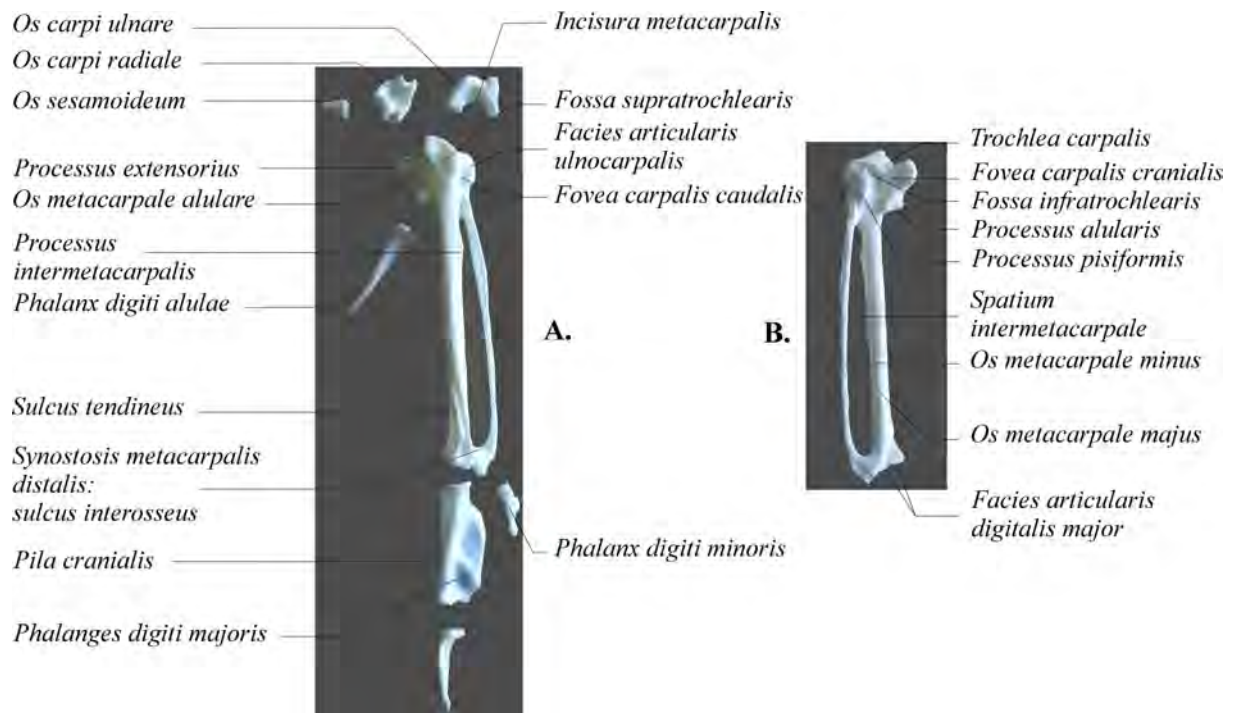 Os carpi ulnare
Os carpi radiale
Os sesamoideum
Processus extensorius
Os metacarpale alulare
Processus
intermetacarpalis
Phalanx digiti alulae
Sulcus tendineus
Synostosis metacarpalis
distalis:
sulcus interosseus
Pila cranialis
Phalanges digiti majoris
Incisura metacarpalis
Fossa supratrochlearis
Facies articularis
ulnocarpalis
Fovea carpalis caudalis
A.
Phalanx digiti minoris
B.
Trochlea carpalis
Fovea carpalis cranialis
Fossa infratrochlearis
Processus alularis
Processus pisiformis
Spatium
intermetacarpale
Os metacarpale minus
Os metacarpale majus
Facies articularis
digitalis major